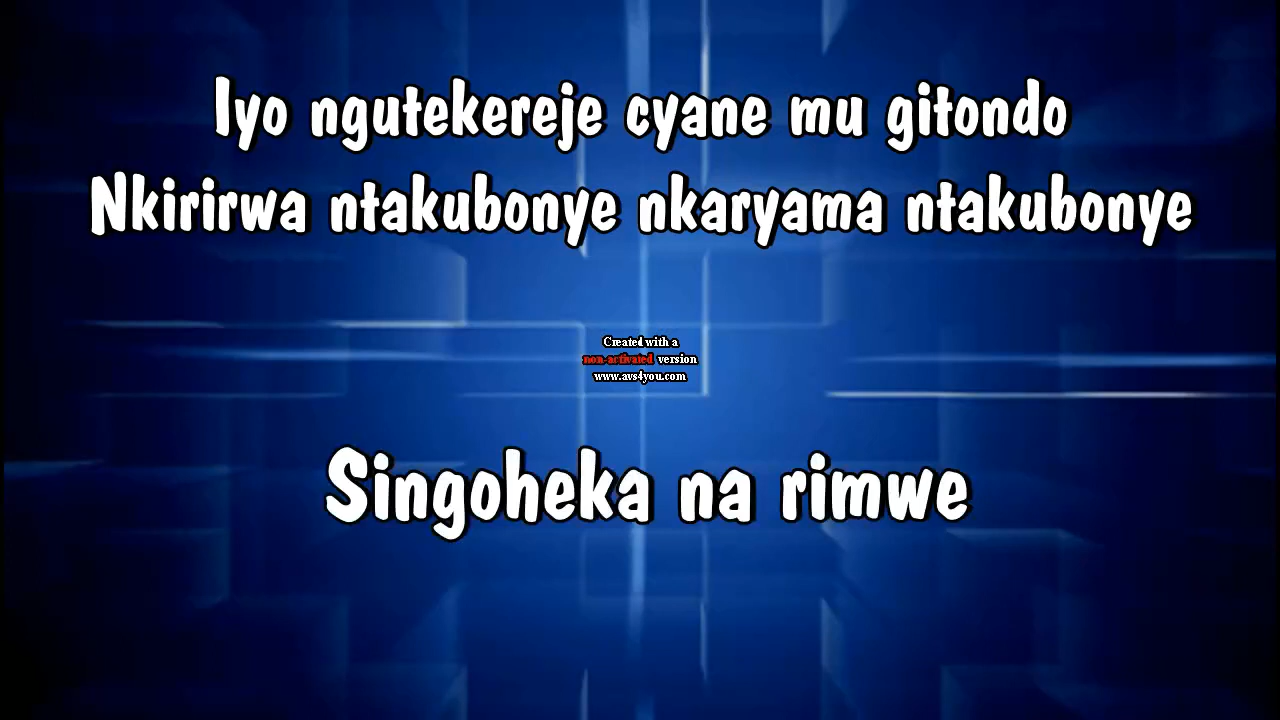 Iyo ngutekereje cyane mu gitondo
Nkirirwa ntakubonye nkaryama ntakubonye
Created with a
non-activated version
www.avs4you.com
Singoheka na rimwe